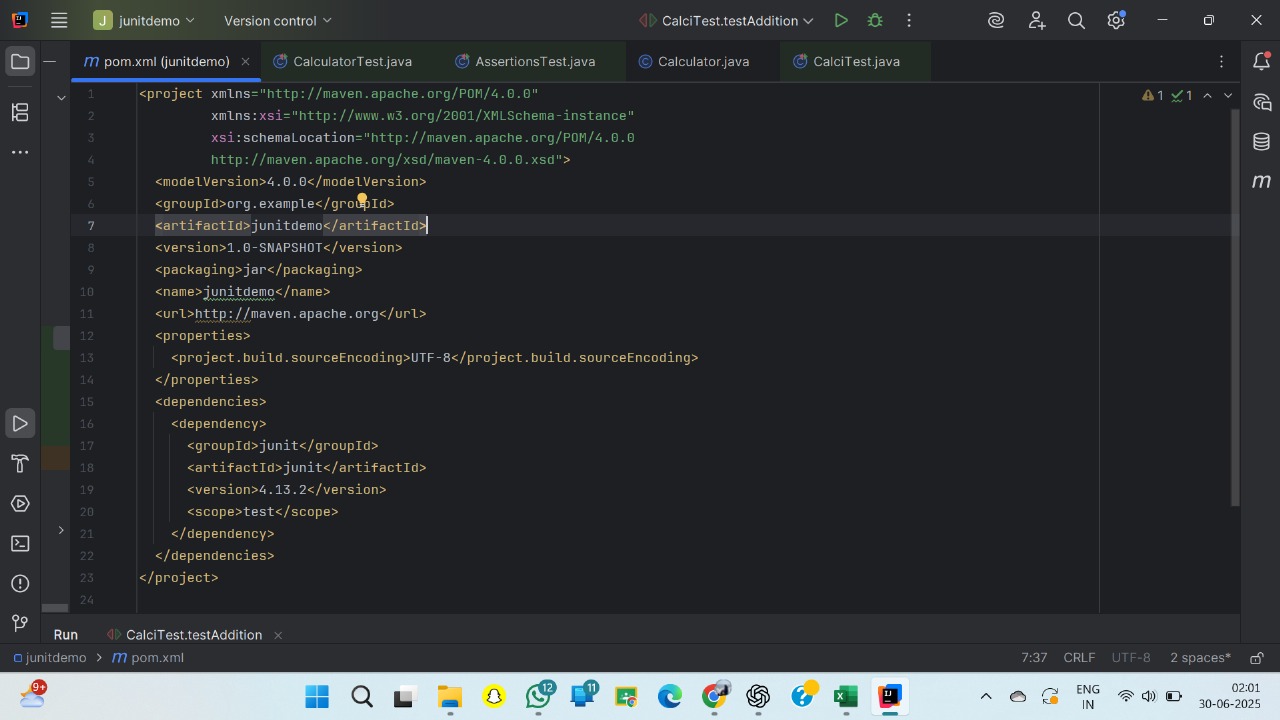 J junitdemo Version control CalciTest.testAddition
m pom.xml (junitdemo) CalculatorTest.java AssertionsTest.java Calculator.java CalciTest.java
1 <project xmlns="http://maven.apache.org/POM/4.0.0"
2 xmlns:xsi="http://www.w3.org/2001/XMLSchema-instance"
3 xsi:schemaLocation="http://maven.apache.org/POM/4.0.0
4 http://maven.apache.org/xsd/maven-4.0.0.xsd">
5 <modelVersion>4.0.0</modelVersion>
6 <groupId>org.example</groupId>
7 <artifactId>junitdemo</artifactId>
8 <version>1.0-SNAPSHOT</version>
9 <packaging>jar</packaging>
10 <name>junitdemo</name>
11 <url>http://maven.apache.org</url>
12 <properties>
13 <project.build.sourceEncoding>UTF-8</project.build.sourceEncoding>
14 </properties>
15 <dependencies>
16 <dependency>
17 <groupId>junit</groupId>
18 <artifactId>junit</artifactId>
19 <version>4.13.2</version>
20 <scope>test</scope>
21 </dependency>
22 </dependencies>
23 </project>
24
1 1
Run CalciTest.testAddition
junitdemo > m pom.xml 7:37 CRLF UTF-8 2 spaces*
9+ 12 11 ENG 02:01
IN 30-06-2025